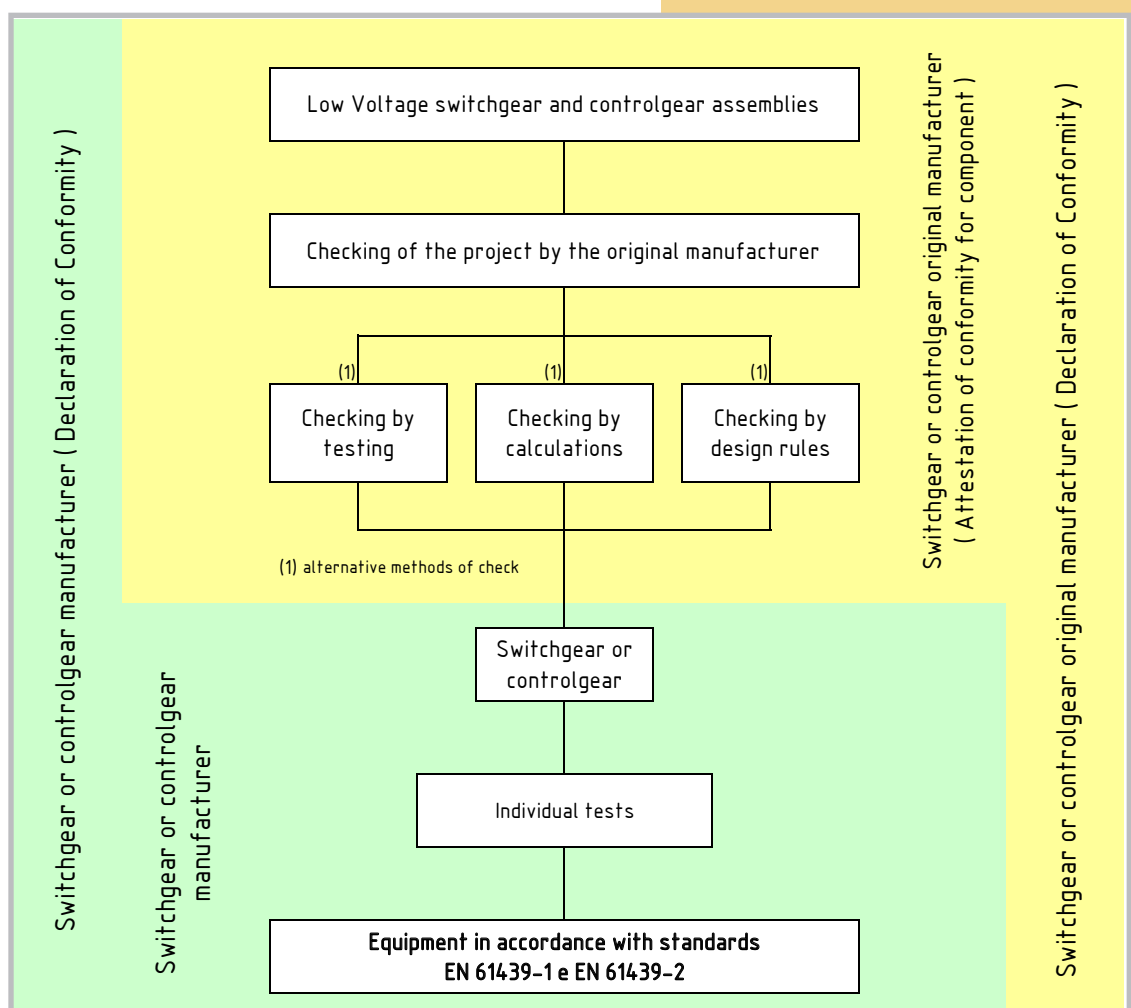 Low Voltage switchgear and controlgear assemblies
Checking of the project by the original manufacturer
(1)
(1)
(1)
Checking by
testing
Checking by
calculations
Checking by
design rules
(1) alternative methods of check
Switchgear or
controlgear
Individual tests
Equipment in accordance with standards
EN 61439-1 e EN 61439-2
Switchgear or controlgear manufacturer ( Declaration of Conformity )
Switchgear or controlgear
manufacturer
Switchgear or controlgear original manufacturer
( Attestation of conformity for component )
Switchgear or controlgear original manufacturer ( Declaration of Conformity )